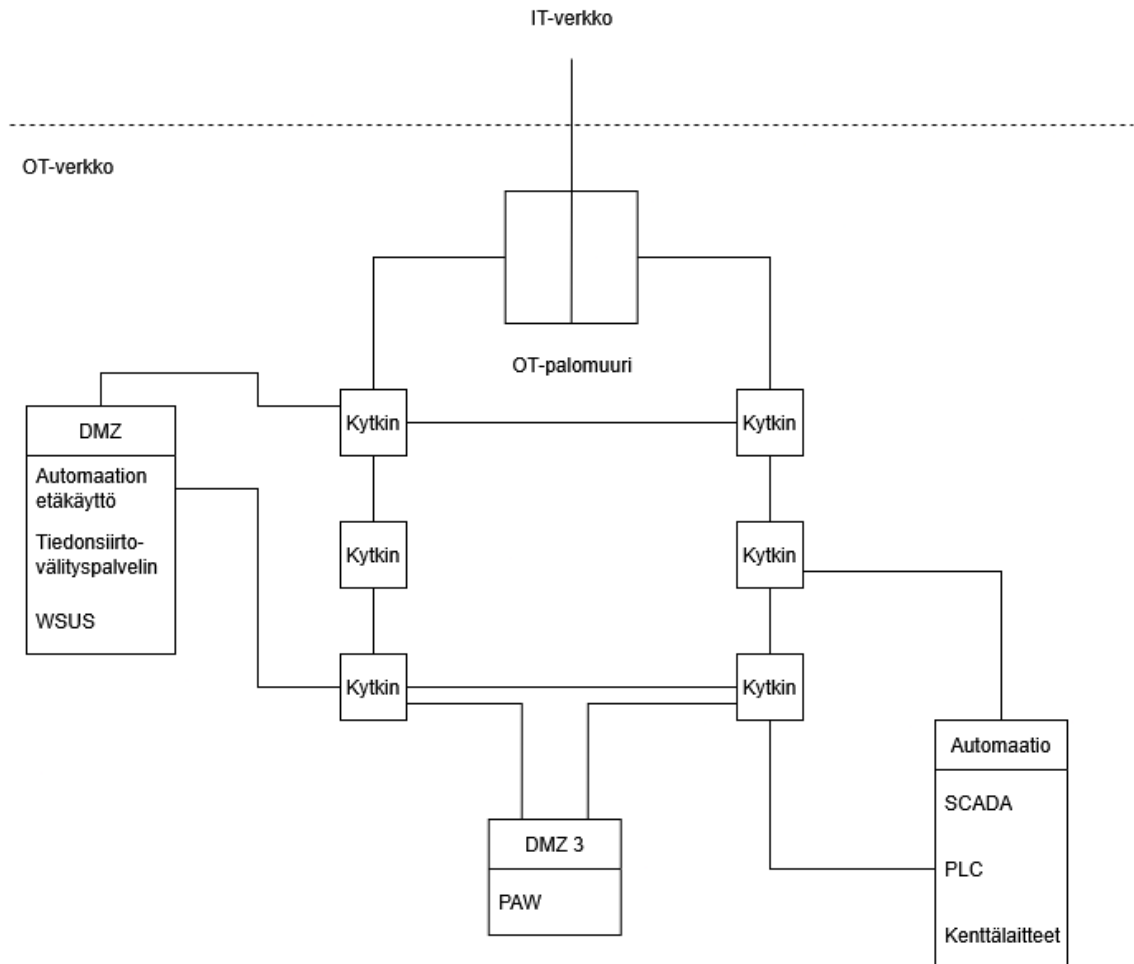 IT-verkko
OT-verkko
OT-palomuuri
Kytkin
Kytkin
DMZ
Automaation
etäkäyttö
Tiedonsiirto-
välityspalvelin
WSUS
Kytkin
Kytkin
Kytkin
Kytkin
DMZ 3
PAW
Automaatio
SCADA
PLC
Kenttälaitteet